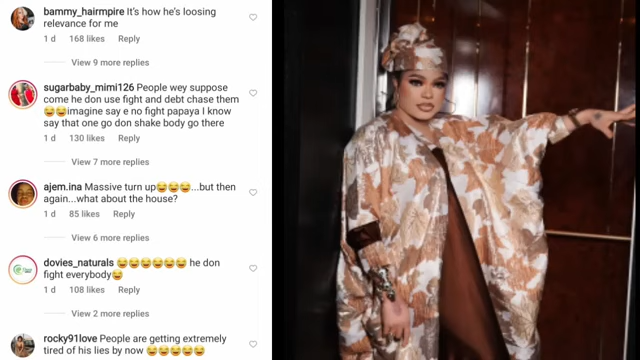 bammy_hairmpire It's how he's loosing
relevance for me
1 d 168 likes Reply
View 9 more replies
sugarbaby_mimi126 People wey suppose
come he don use fight and debt chase them
😂😂imagine say e no fight papaya I know
say that one go don shake body go there
1 d 130 likes Reply
View 7 more replies
ajem.ina Massive turn up😂😂😂...but then
again...what about the house?
1 d 85 likes Reply
View 6 more replies
dovies_naturals 😂😂😂😂😂😂 he don
fight everybody😂
1 d 108 likes Reply
View 2 more replies
rocky91love People are getting extremely
tired of his lies by now 😂😂😂😂😂